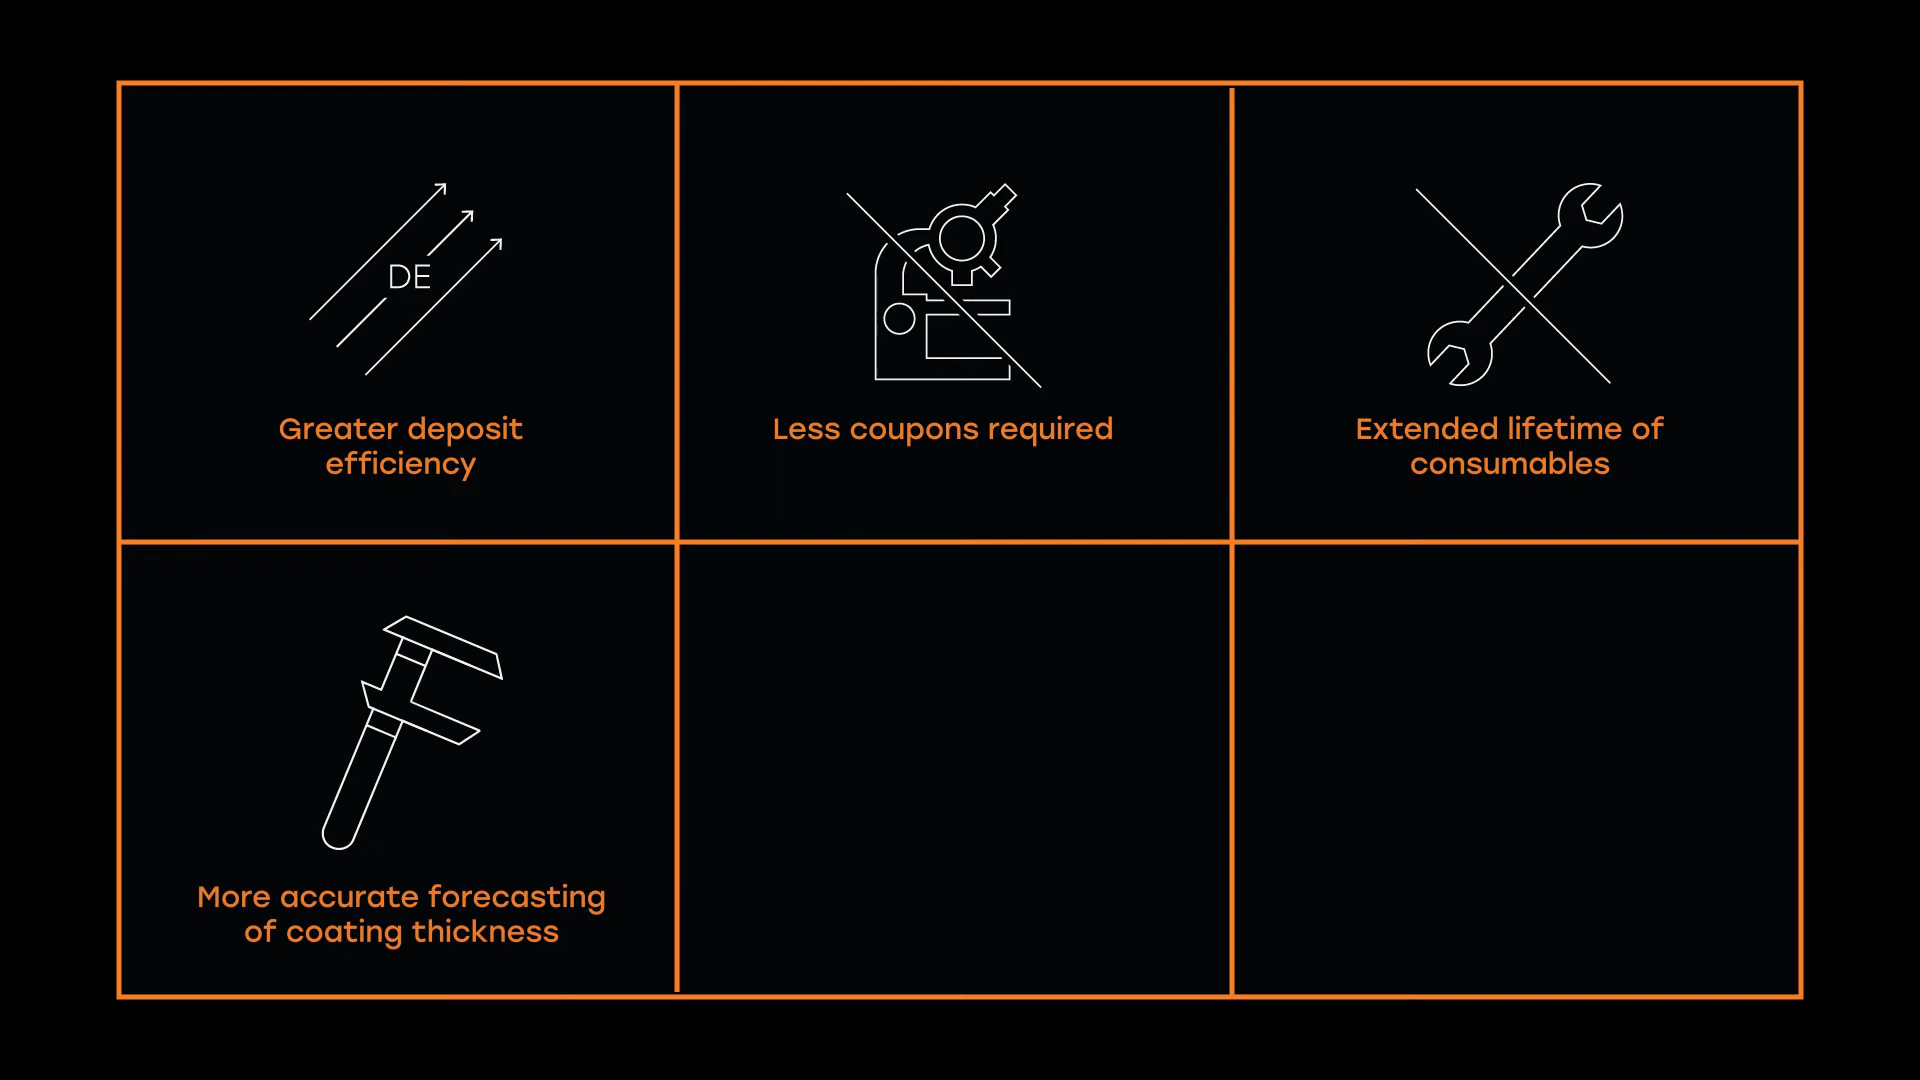 DE
Greater deposit
efficiency
Less coupons required
Extended lifetime of
consumables
More accurate forecasting
of coating thickness